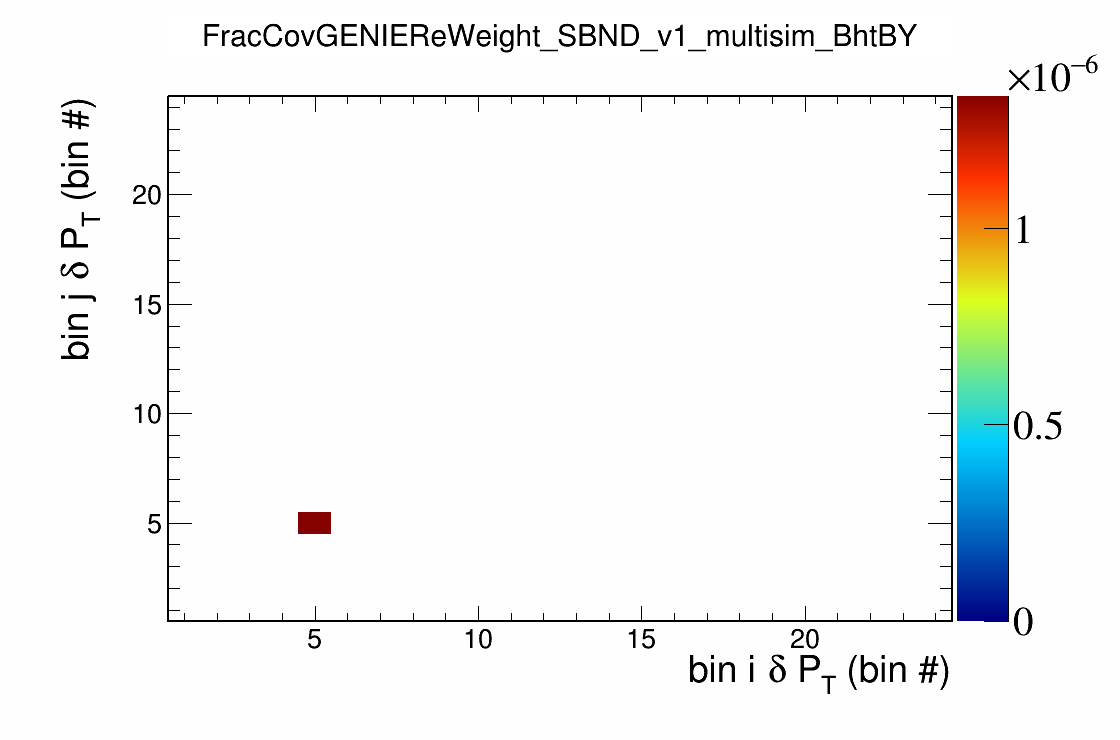 FracCovGENIEReWeight_SBND_v1_multisim_BhtBY
×10⁻⁶
bin j δ P_T (bin #)
20
15
10
5
1
0.5
0
5 10 15 20
bin i δ P_T (bin #)